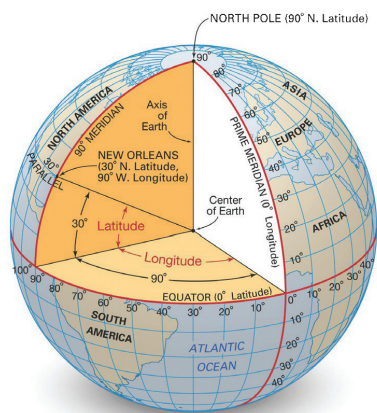 NORTH POLE (90° N. Latitude)
90°
80°
70°
60°
50°
40°
30°
20°
10°
ASIA
EUROPE
AFRICA
NORTH AMERICA
90° MERIDIAN
Axis
of
Earth
PRIME MERIDIAN (0° Longitude)
30°
PARALLEL
NEW ORLEANS
(30° N. Latitude,
90° W. Longitude)
Center
of Earth
30°
Latitude
Longitude
90°
EQUATOR (0° Latitude)
100°
90°
80°
70°
60°
50°
40°
30°
20°
10°
0°
10°
20°
30°
10°
20°
30°
40°
SOUTH
AMERICA
ATLANTIC
OCEAN